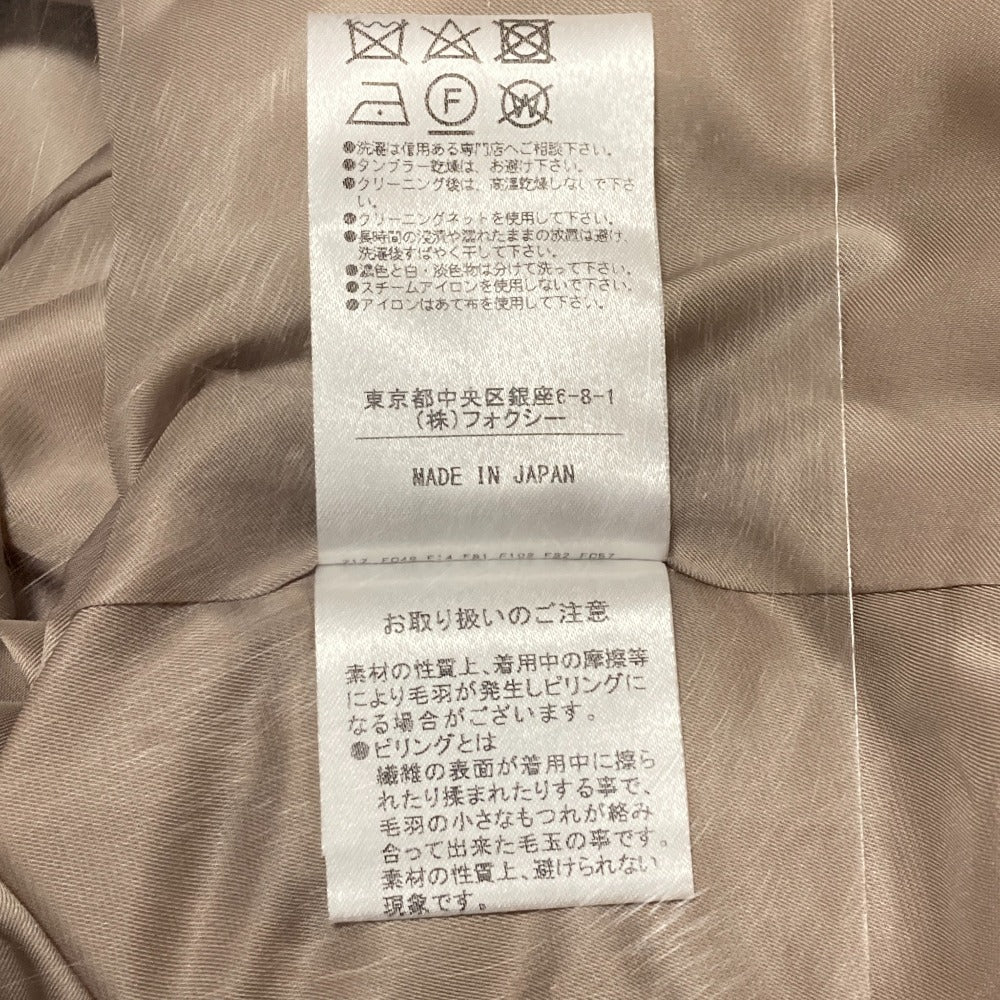 F
W
●洗濯は信用ある専門店へご相談下さい。
●タンブラー乾燥は、お避け下さい。
●クリーニング後は、高温乾燥しないで下さ
い。
●クリーニングネットを使用して下さい。
●長時間の浸漬や濡れたままの放置は避け、
洗濯後すばやく干して下さい。
●濃色と白・淡色物は分けて洗って下さい。
●スチームアイロンを使用しないで下さい。
●アイロンはあて布を使用して下さい。
東京都中央区銀座6-8-1
(株)フォクシー
MADE IN JAPAN
お取り扱いのご注意
素材の性質上、着用中の摩擦等
により毛羽が発生しピリングに
なる場合がございます。
●ピリングとは
繊維の表面が着用中に擦ら
れたり揉まれたりする事で、
毛羽の小さなもつれが絡み
合って出来た毛玉の事です。
素材の性質上、避けられない
現象です。